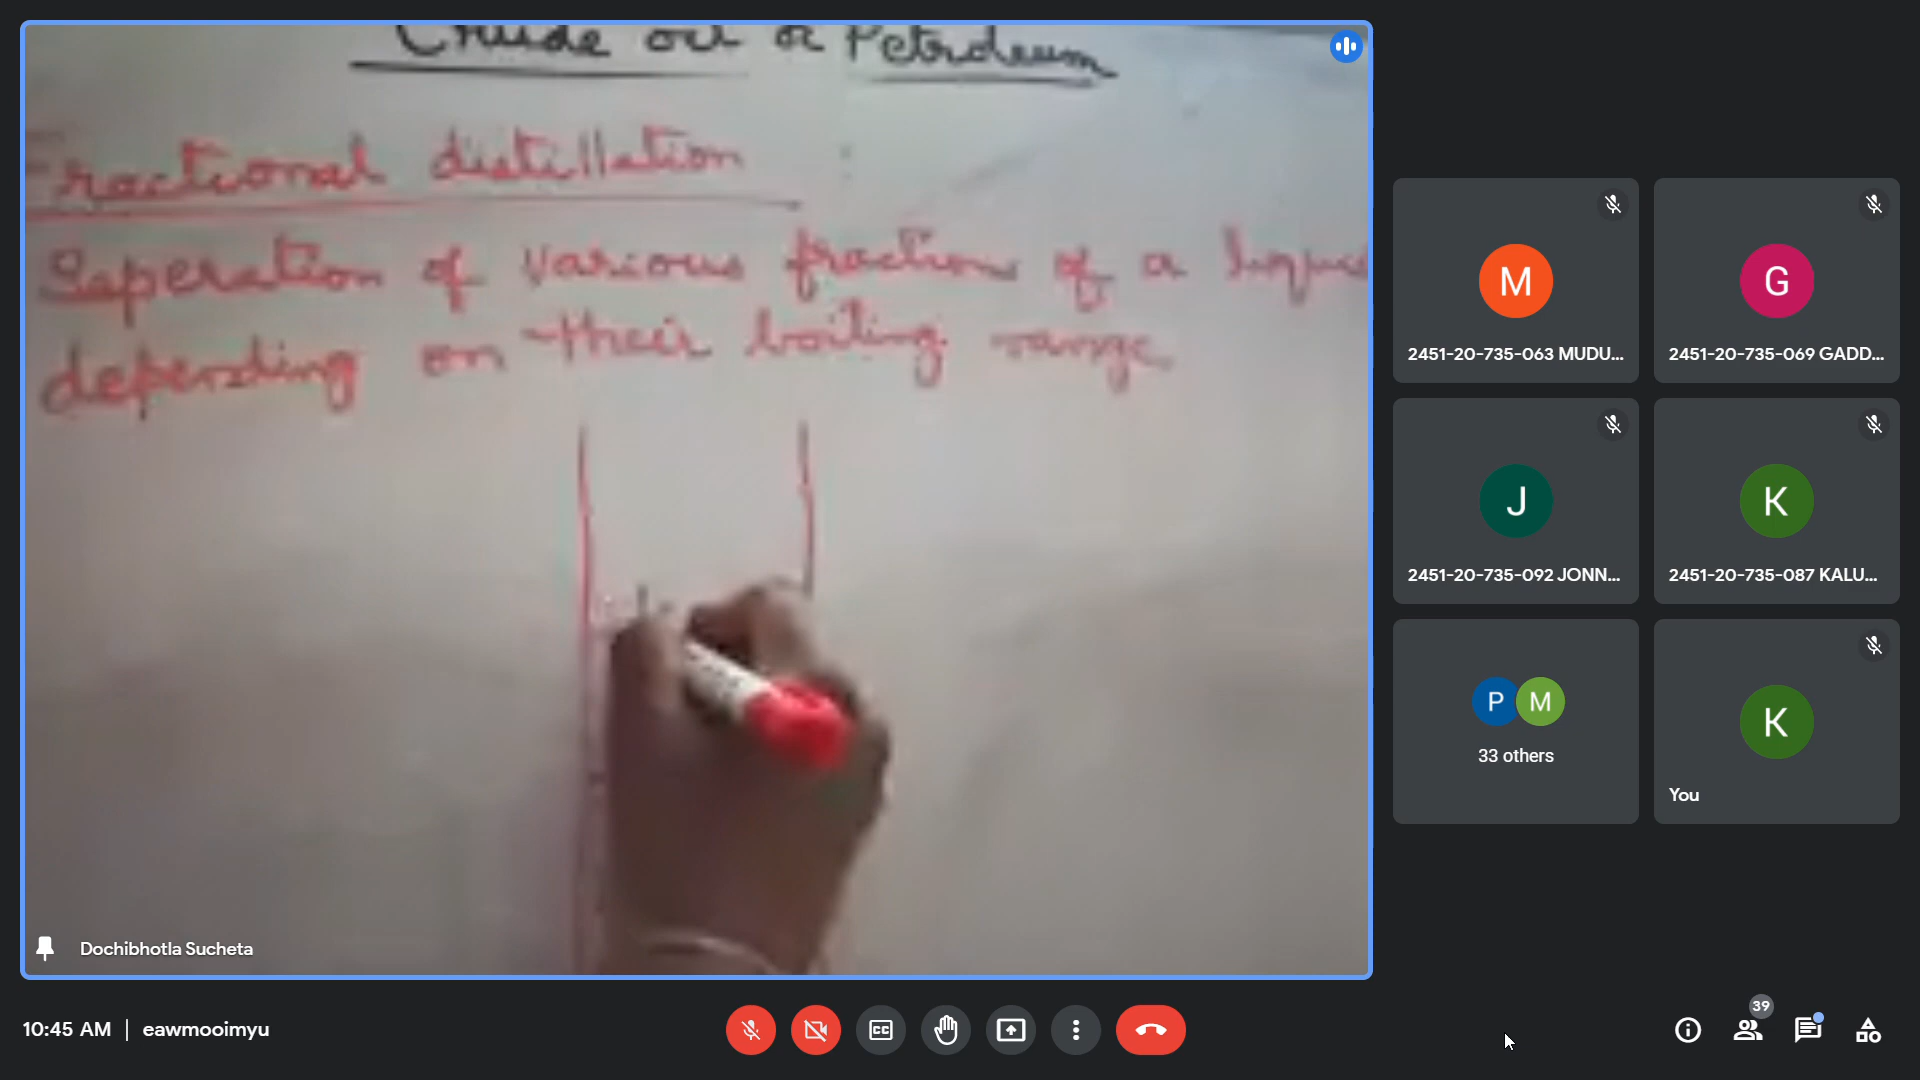 Crude oil or Petroleum
Fractional distillation
Seperation of various fractions of a liquid
depending on their boiling range
Dochibhotla Sucheta
M
2451-20-735-063 MUDU...
G
2451-20-735-069 GADD...
J
2451-20-735-092 JONN...
K
2451-20-735-087 KALU...
P M
33 others
K
You
10:45 AM | eawmooimyu
CC
39